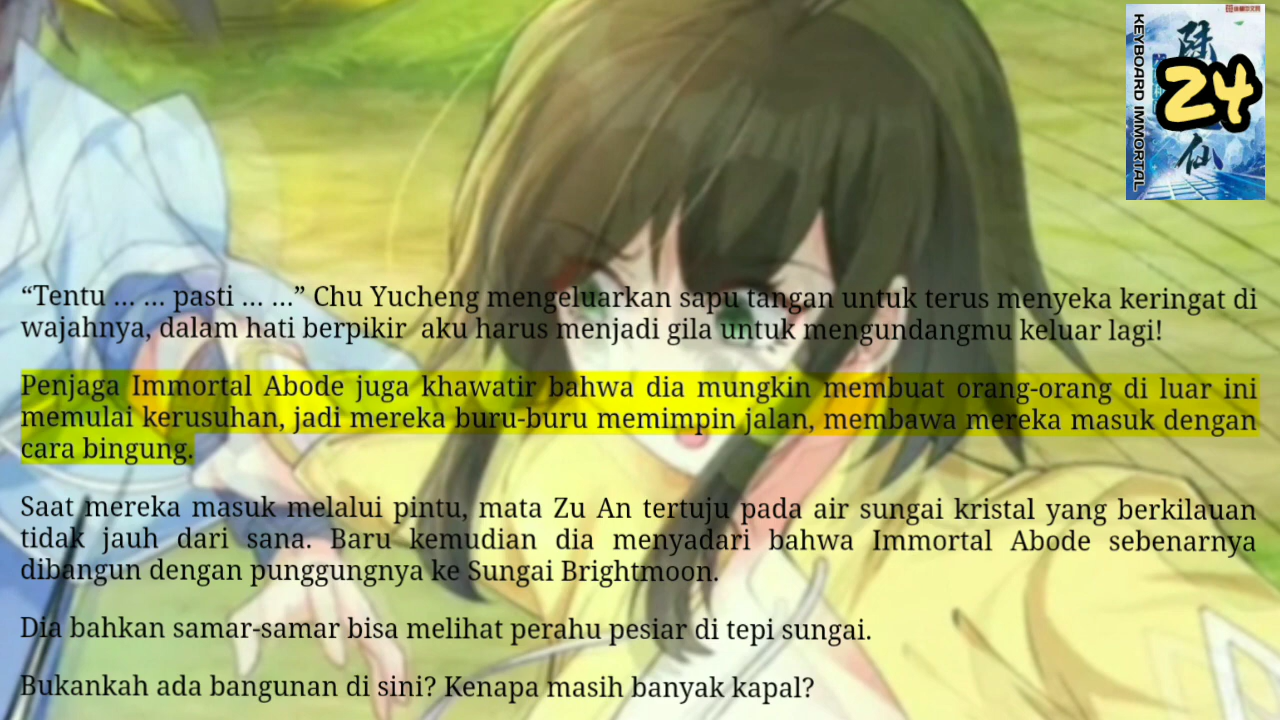 KEYBOARD IMMORTAL
24
“Tentu ... ... pasti ... ...” Chu Yucheng mengeluarkan sapu tangan untuk terus menyeka keringat di
wajahnya, dalam hati berpikir  aku harus menjadi gila untuk mengundangmu keluar lagi!
Penjaga Immortal Abode juga khawatir bahwa dia mungkin membuat orang-orang di luar ini
memulai kerusuhan, jadi mereka buru-buru memimpin jalan, membawa mereka masuk dengan
cara bingung.
Saat mereka masuk melalui pintu, mata Zu An tertuju pada air sungai kristal yang berkilauan
tidak jauh dari sana. Baru kemudian dia menyadari bahwa Immortal Abode sebenarnya
dibangun dengan punggungnya ke Sungai Brightmoon.
Dia bahkan samar-samar bisa melihat perahu pesiar di tepi sungai.
Bukankah ada bangunan di sini? Kenapa masih banyak kapal?